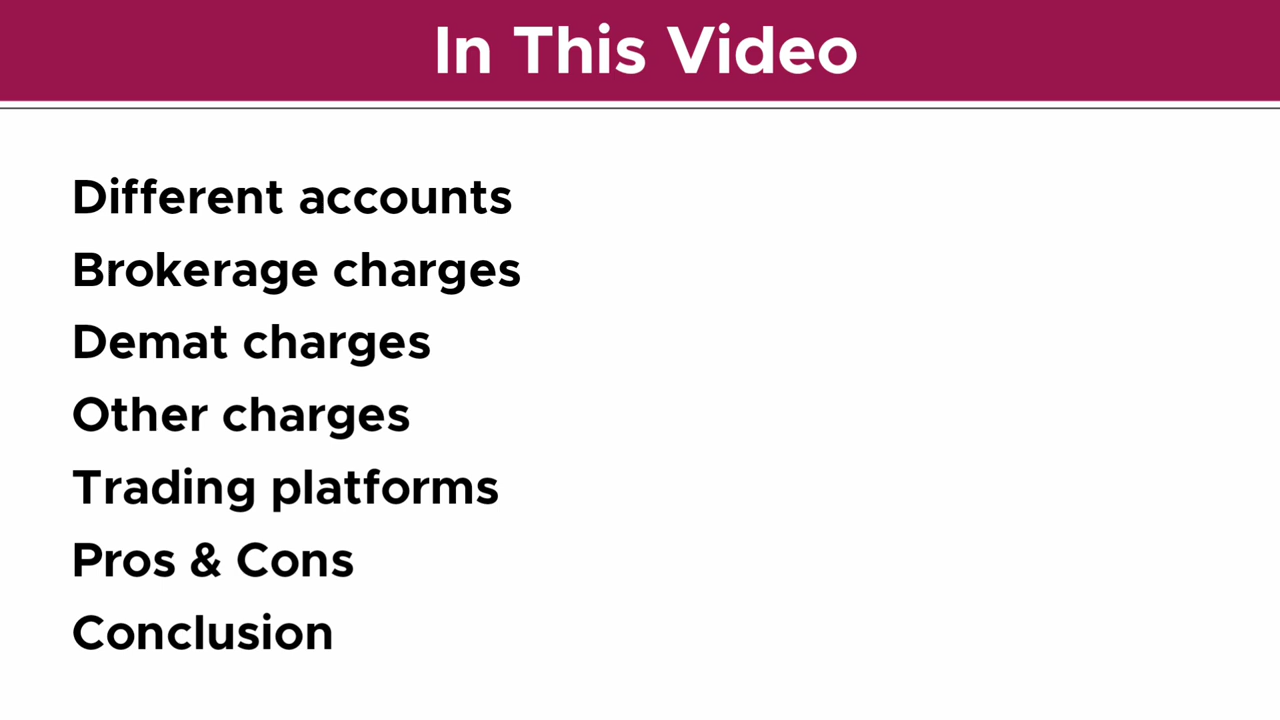 In This Video
Different accounts
Brokerage charges
Demat charges
Other charges
Trading platforms
Pros & Cons
Conclusion